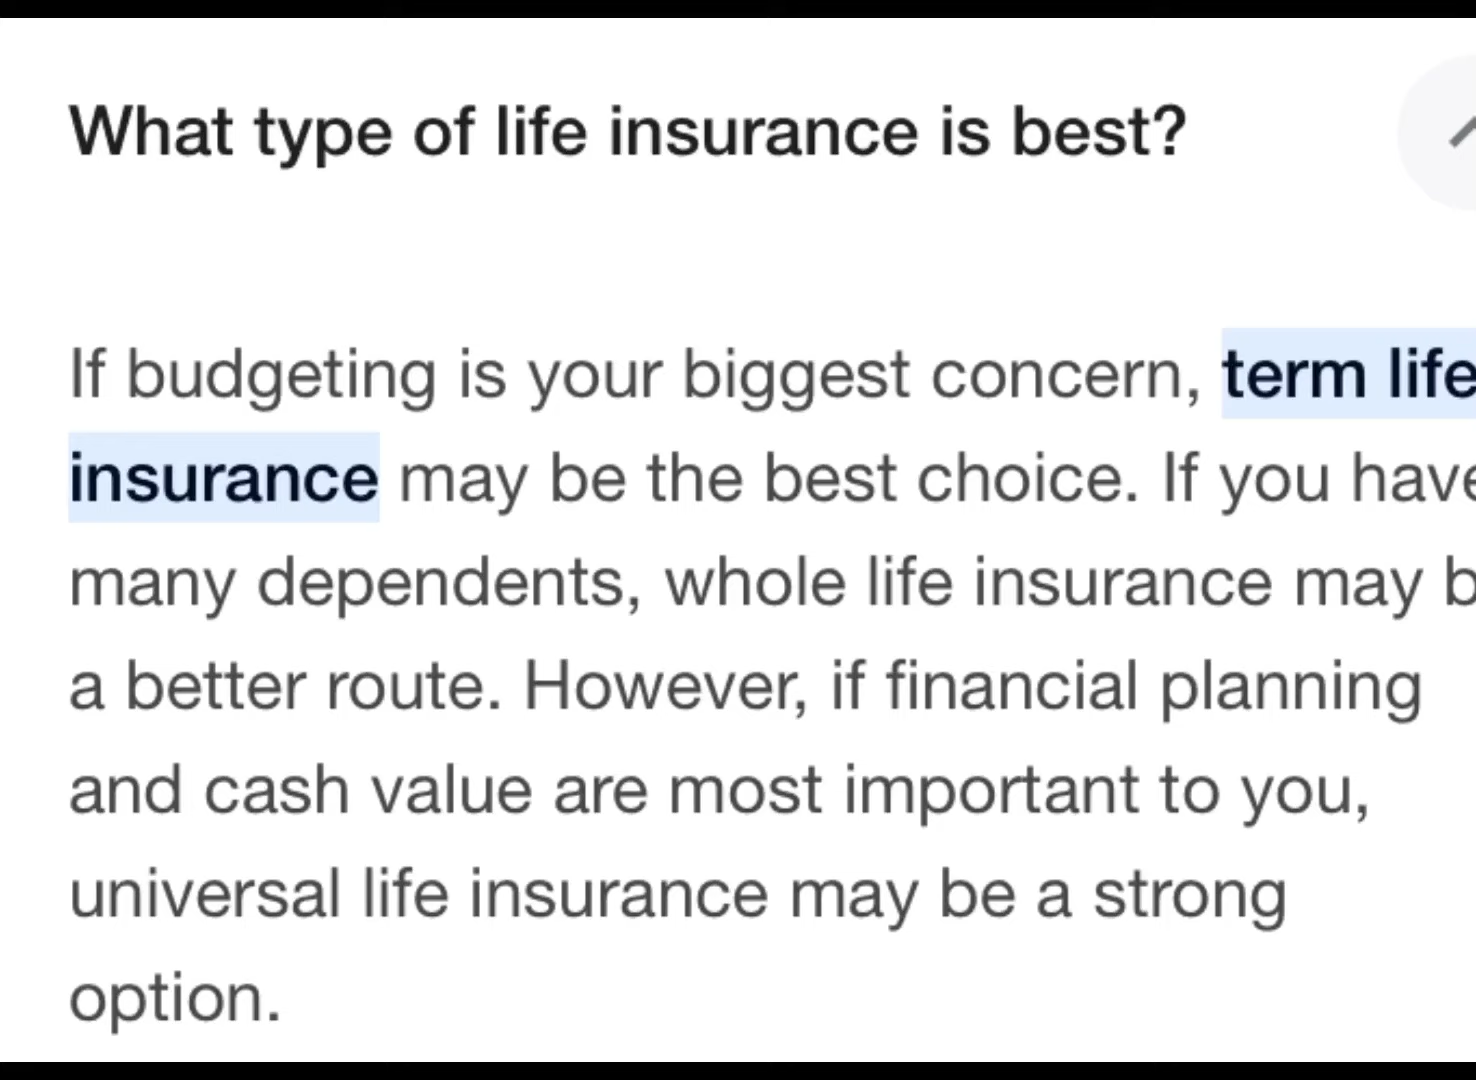 What type of life insurance is best?
If budgeting is your biggest concern, term life
insurance may be the best choice. If you have
many dependents, whole life insurance may b
a better route. However, if financial planning
and cash value are most important to you,
universal life insurance may be a strong
option.